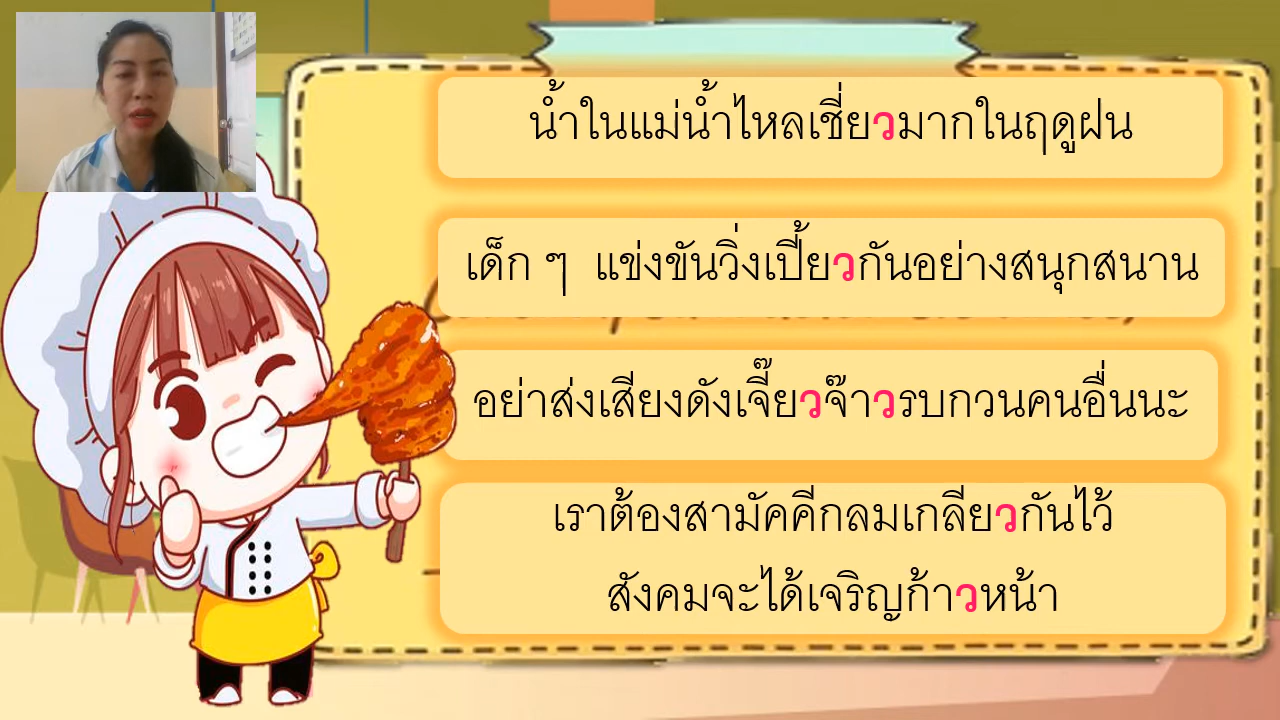 น้ำในแม่น้ำไหลเชี่ยวมากในฤดูฝน
เด็ก ๆ แข่งขันวิ่งเปี้ยวกันอย่างสนุกสนาน
อย่าส่งเสียงดังเจี๊ยวจ๊าวรบกวนคนอื่นนะ
เราต้องสามัคคีกลมเกลียวกันไว้
สังคมจะได้เจริญก้าวหน้า